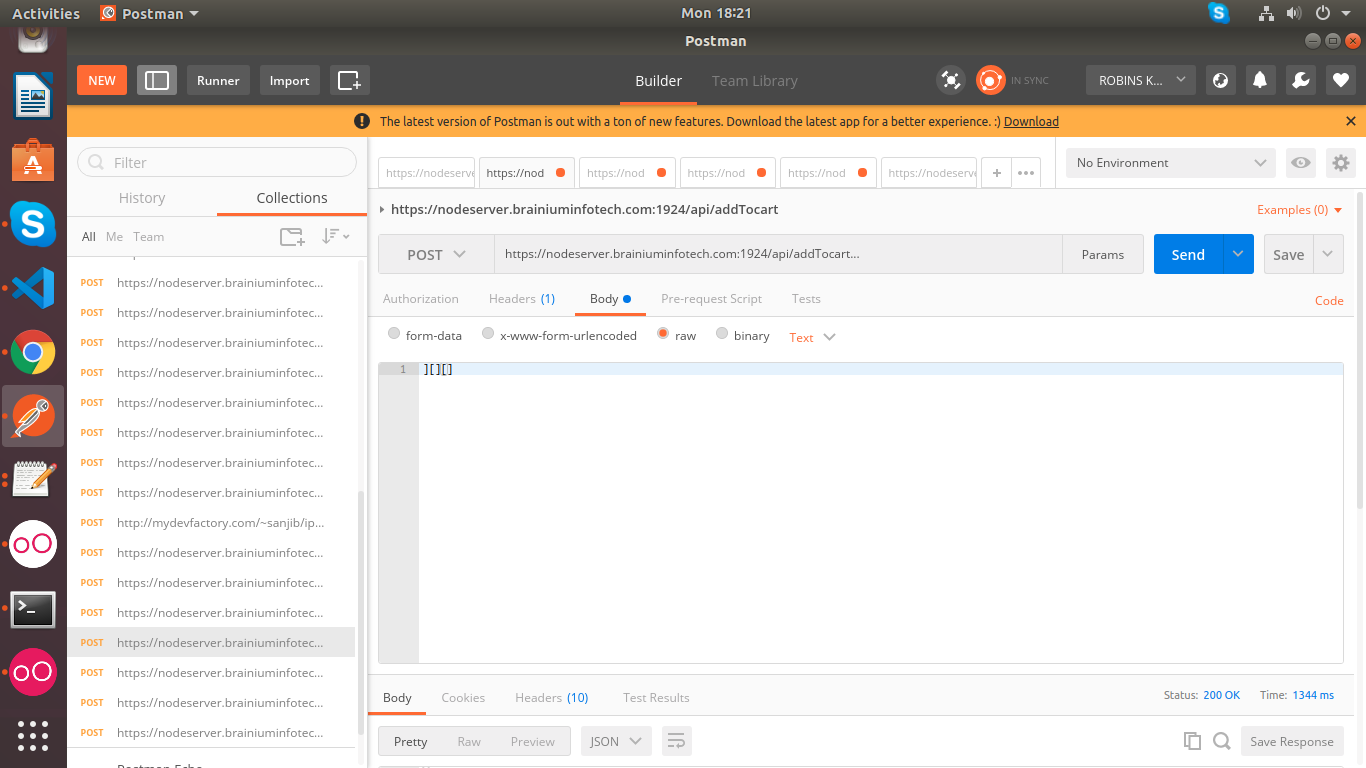 Activities Postman Mon 18:21
Postman
NEW Runner Import Builder Team Library IN SYNC ROBINS K...
! The latest version of Postman is out with a ton of new features. Download the latest app for a better experience. :) Download
Filter
History Collections
All Me Team
POST https://nodeserver.brainiuminfotec...
POST https://nodeserver.brainiuminfotec...
POST https://nodeserver.brainiuminfotec...
POST https://nodeserver.brainiuminfotec...
POST https://nodeserver.brainiuminfotec...
POST https://nodeserver.brainiuminfotec...
POST https://nodeserver.brainiuminfotec...
POST https://nodeserver.brainiuminfotec...
POST http://mydevfactory.com/~sanjib/ip...
POST https://nodeserver.brainiuminfotec...
POST https://nodeserver.brainiuminfotec...
POST https://nodeserver.brainiuminfotec...
POST https://nodeserver.brainiuminfotec...
POST https://nodeserver.brainiuminfotec...
POST https://nodeserver.brainiuminfotec...
POST https://nodeserver.brainiuminfotec...
https://nodeserve https://nod https://nod https://nod https://nod https://nodeserve + ••• No Environment
https://nodeserver.brainiuminfotech.com:1924/api/addTocart Examples (0)
POST https://nodeserver.brainiuminfotech.com:1924/api/addTocart... Params Send Save
Authorization Headers (1) Body Pre-request Script Tests Code
form-data x-www-form-urlencoded raw binary Text
1 ][][]
Body Cookies Headers (10) Test Results Status: 200 OK Time: 1344 ms
Pretty Raw Preview JSON Save Response